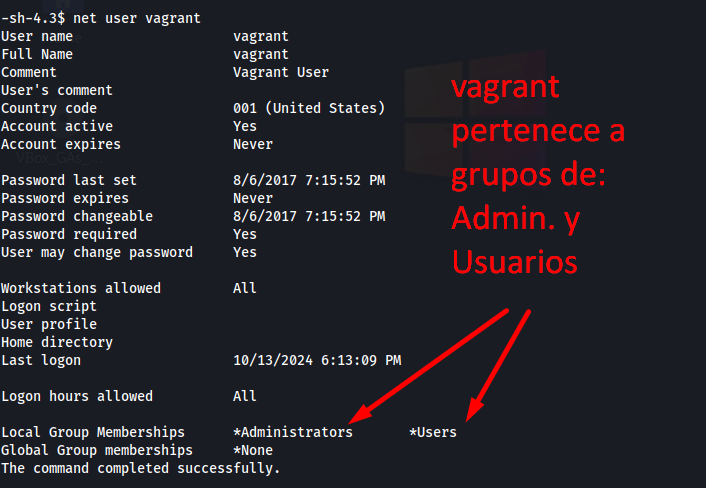 -sh-4.3$ net user vagrant
User name vagrant
Full Name vagrant
Comment Vagrant User
User's comment
Country code 001 (United States)
Account active Yes
Account expires Never
VBox_GAs_...
Password last set 8/6/2017 7:15:52 PM
Password expires Never
Password changeable 8/6/2017 7:15:52 PM
Password required Yes
User may change password Yes
Workstations allowed All
Logon script
User profile
Home directory
Last logon 10/13/2024 6:13:09 PM
Logon hours allowed All
Local Group Memberships *Administrators *Users
Global Group memberships *None
The command completed successfully.
vagrant
pertenece a
grupos de:
Admin. y
Usuarios